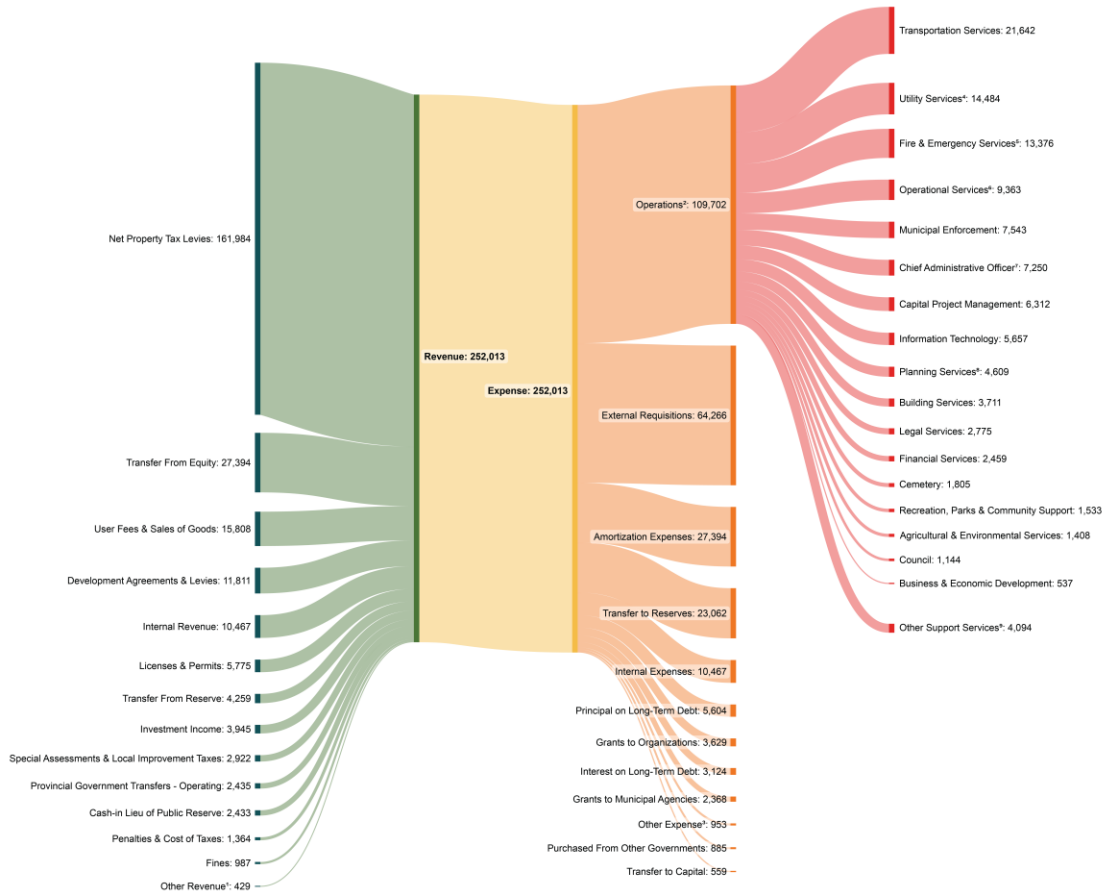 Net Property Tax Levies: 161,984
Transfer From Equity: 27,394
User Fees & Sales of Goods: 15,808
Development Agreements & Levies: 11,811
Internal Revenue: 10,467
Licenses & Permits: 5,775
Transfer From Reserve: 4,259
Investment Income: 3,945
Special Assessments & Local Improvement Taxes: 2,922
Provincial Government Transfers - Operating: 2,435
Cash-in Lieu of Public Reserve: 2,433
Penalties & Cost of Taxes: 1,364
Fines: 987
Other Revenue¹: 429
Revenue: 252,013
Expense: 252,013
Operations²: 109,702
External Requisitions: 64,266
Amortization Expenses: 27,394
Transfer to Reserves: 23,062
Internal Expenses: 10,467
Principal on Long-Term Debt: 5,604
Grants to Organizations: 3,629
Interest on Long-Term Debt: 3,124
Grants to Municipal Agencies: 2,368
Other Expense³: 953
Purchased From Other Governments: 885
Transfer to Capital: 559
Transportation Services: 21,642
Utility Services⁴: 14,484
Fire & Emergency Services⁵: 13,376
Operational Services⁶: 9,363
Municipal Enforcement: 7,543
Chief Administrative Officer⁷: 7,250
Capital Project Management: 6,312
Information Technology: 5,657
Planning Services⁸: 4,609
Building Services: 3,711
Legal Services: 2,775
Financial Services: 2,459
Cemetery: 1,805
Recreation, Parks & Community Support: 1,533
Agricultural & Environmental Services: 1,408
Council: 1,144
Business & Economic Development: 537
Other Support Services⁹: 4,094